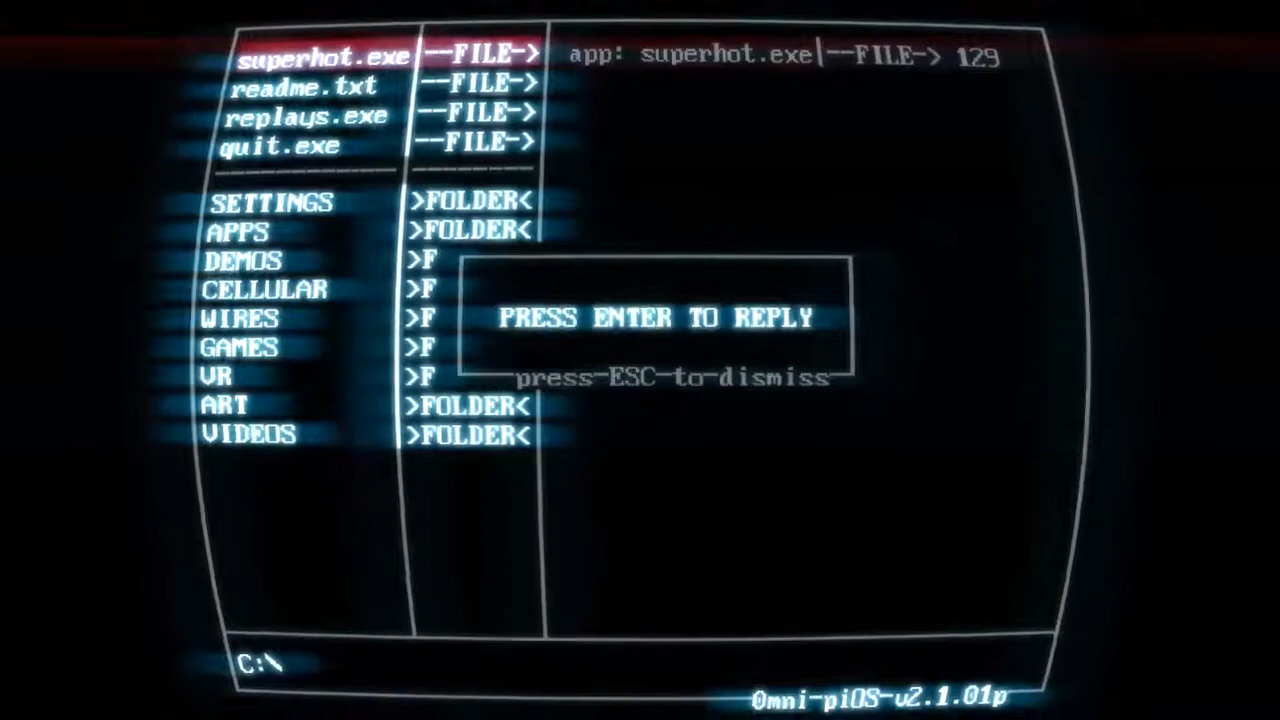 superhot.exe --FILE-> app: superhot.exe|--FILE-> 129
readme.txt --FILE->
replays.exe --FILE->
quit.exe --FILE->
SETTINGS >FOLDER<
APPS >FOLDER<
DEMOS >F
CELLULAR >F
WIRES >F
GAMES >F
VR >F
ART >FOLDER<
VIDEOS >FOLDER<
PRESS ENTER TO REPLY
press-ESC-to-dismiss
C:\
Omni-piOS-v2.1.01p